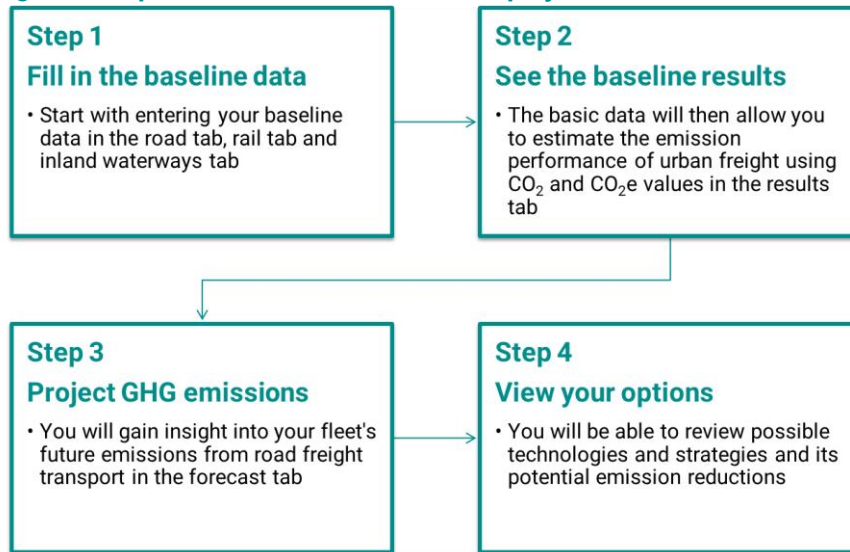 Step 1
Fill in the baseline data
• Start with entering your baseline
data in the road tab, rail tab and
inland waterways tab
Step 2
See the baseline results
• The basic data will then allow you
to estimate the emission
performance of urban freight using
CO₂ and CO₂e values in the results
tab
Step 3
Project GHG emissions
• You will gain insight into your fleet's
future emissions from road freight
transport in the forecast tab
Step 4
View your options
• You will be able to review possible
technologies and strategies and its
potential emission reductions